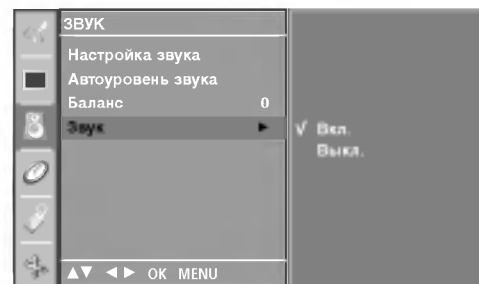 ЗВУК
Настройка звука
Автоуровень звука
Баланс 0
Звук ►
√ Вкл.
Выкл.
▲▼ ◄► OK MENU